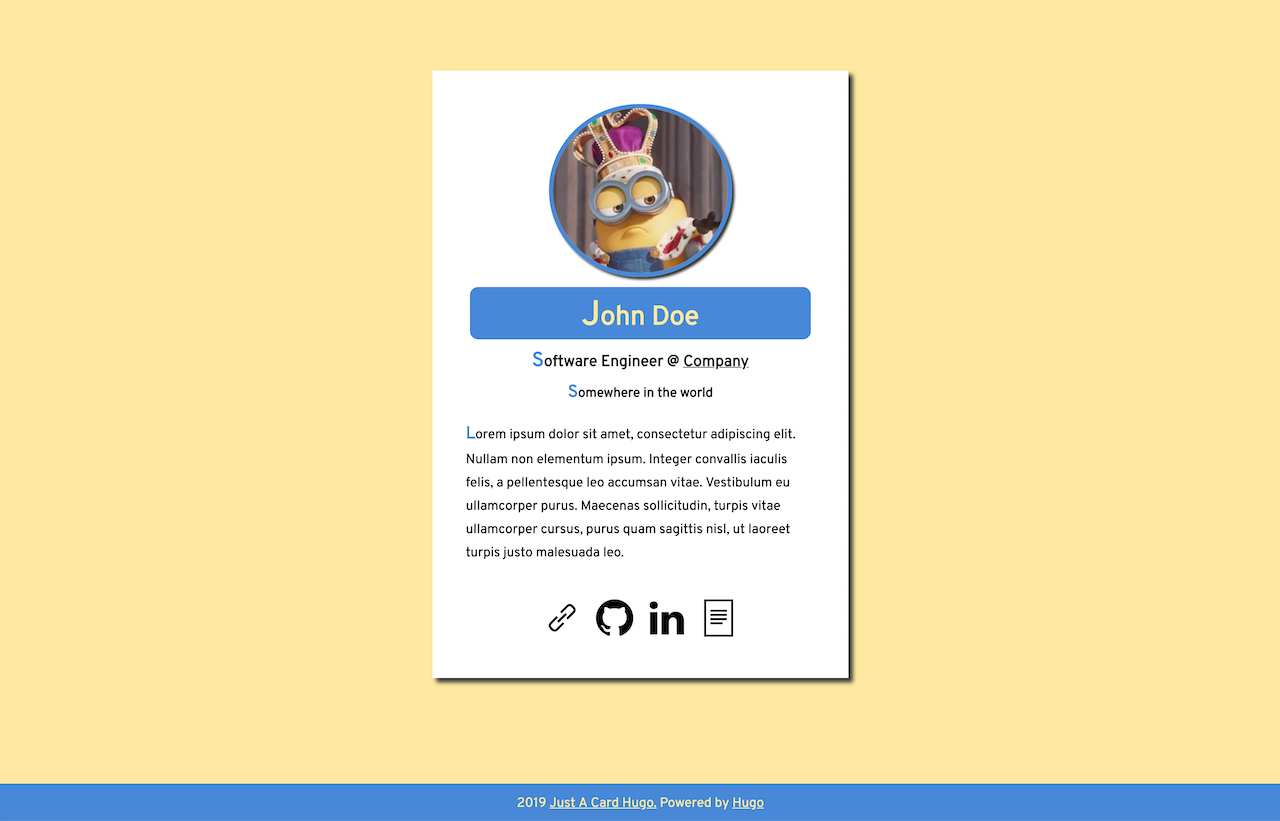 John Doe
Software Engineer @ Company
Somewhere in the world
Lorem ipsum dolor sit amet, consectetur adipiscing elit.
Nullam non elementum ipsum. Integer convallis iaculis
felis, a pellentesque leo accumsan vitae. Vestibulum eu
ullamcorper purus. Maecenas sollicitudin, turpis vitae
ullamcorper cursus, purus quam sagittis nisl, ut laoreet
turpis justo malesuada leo.
in
2019 Just A Card Hugo. Powered by Hugo